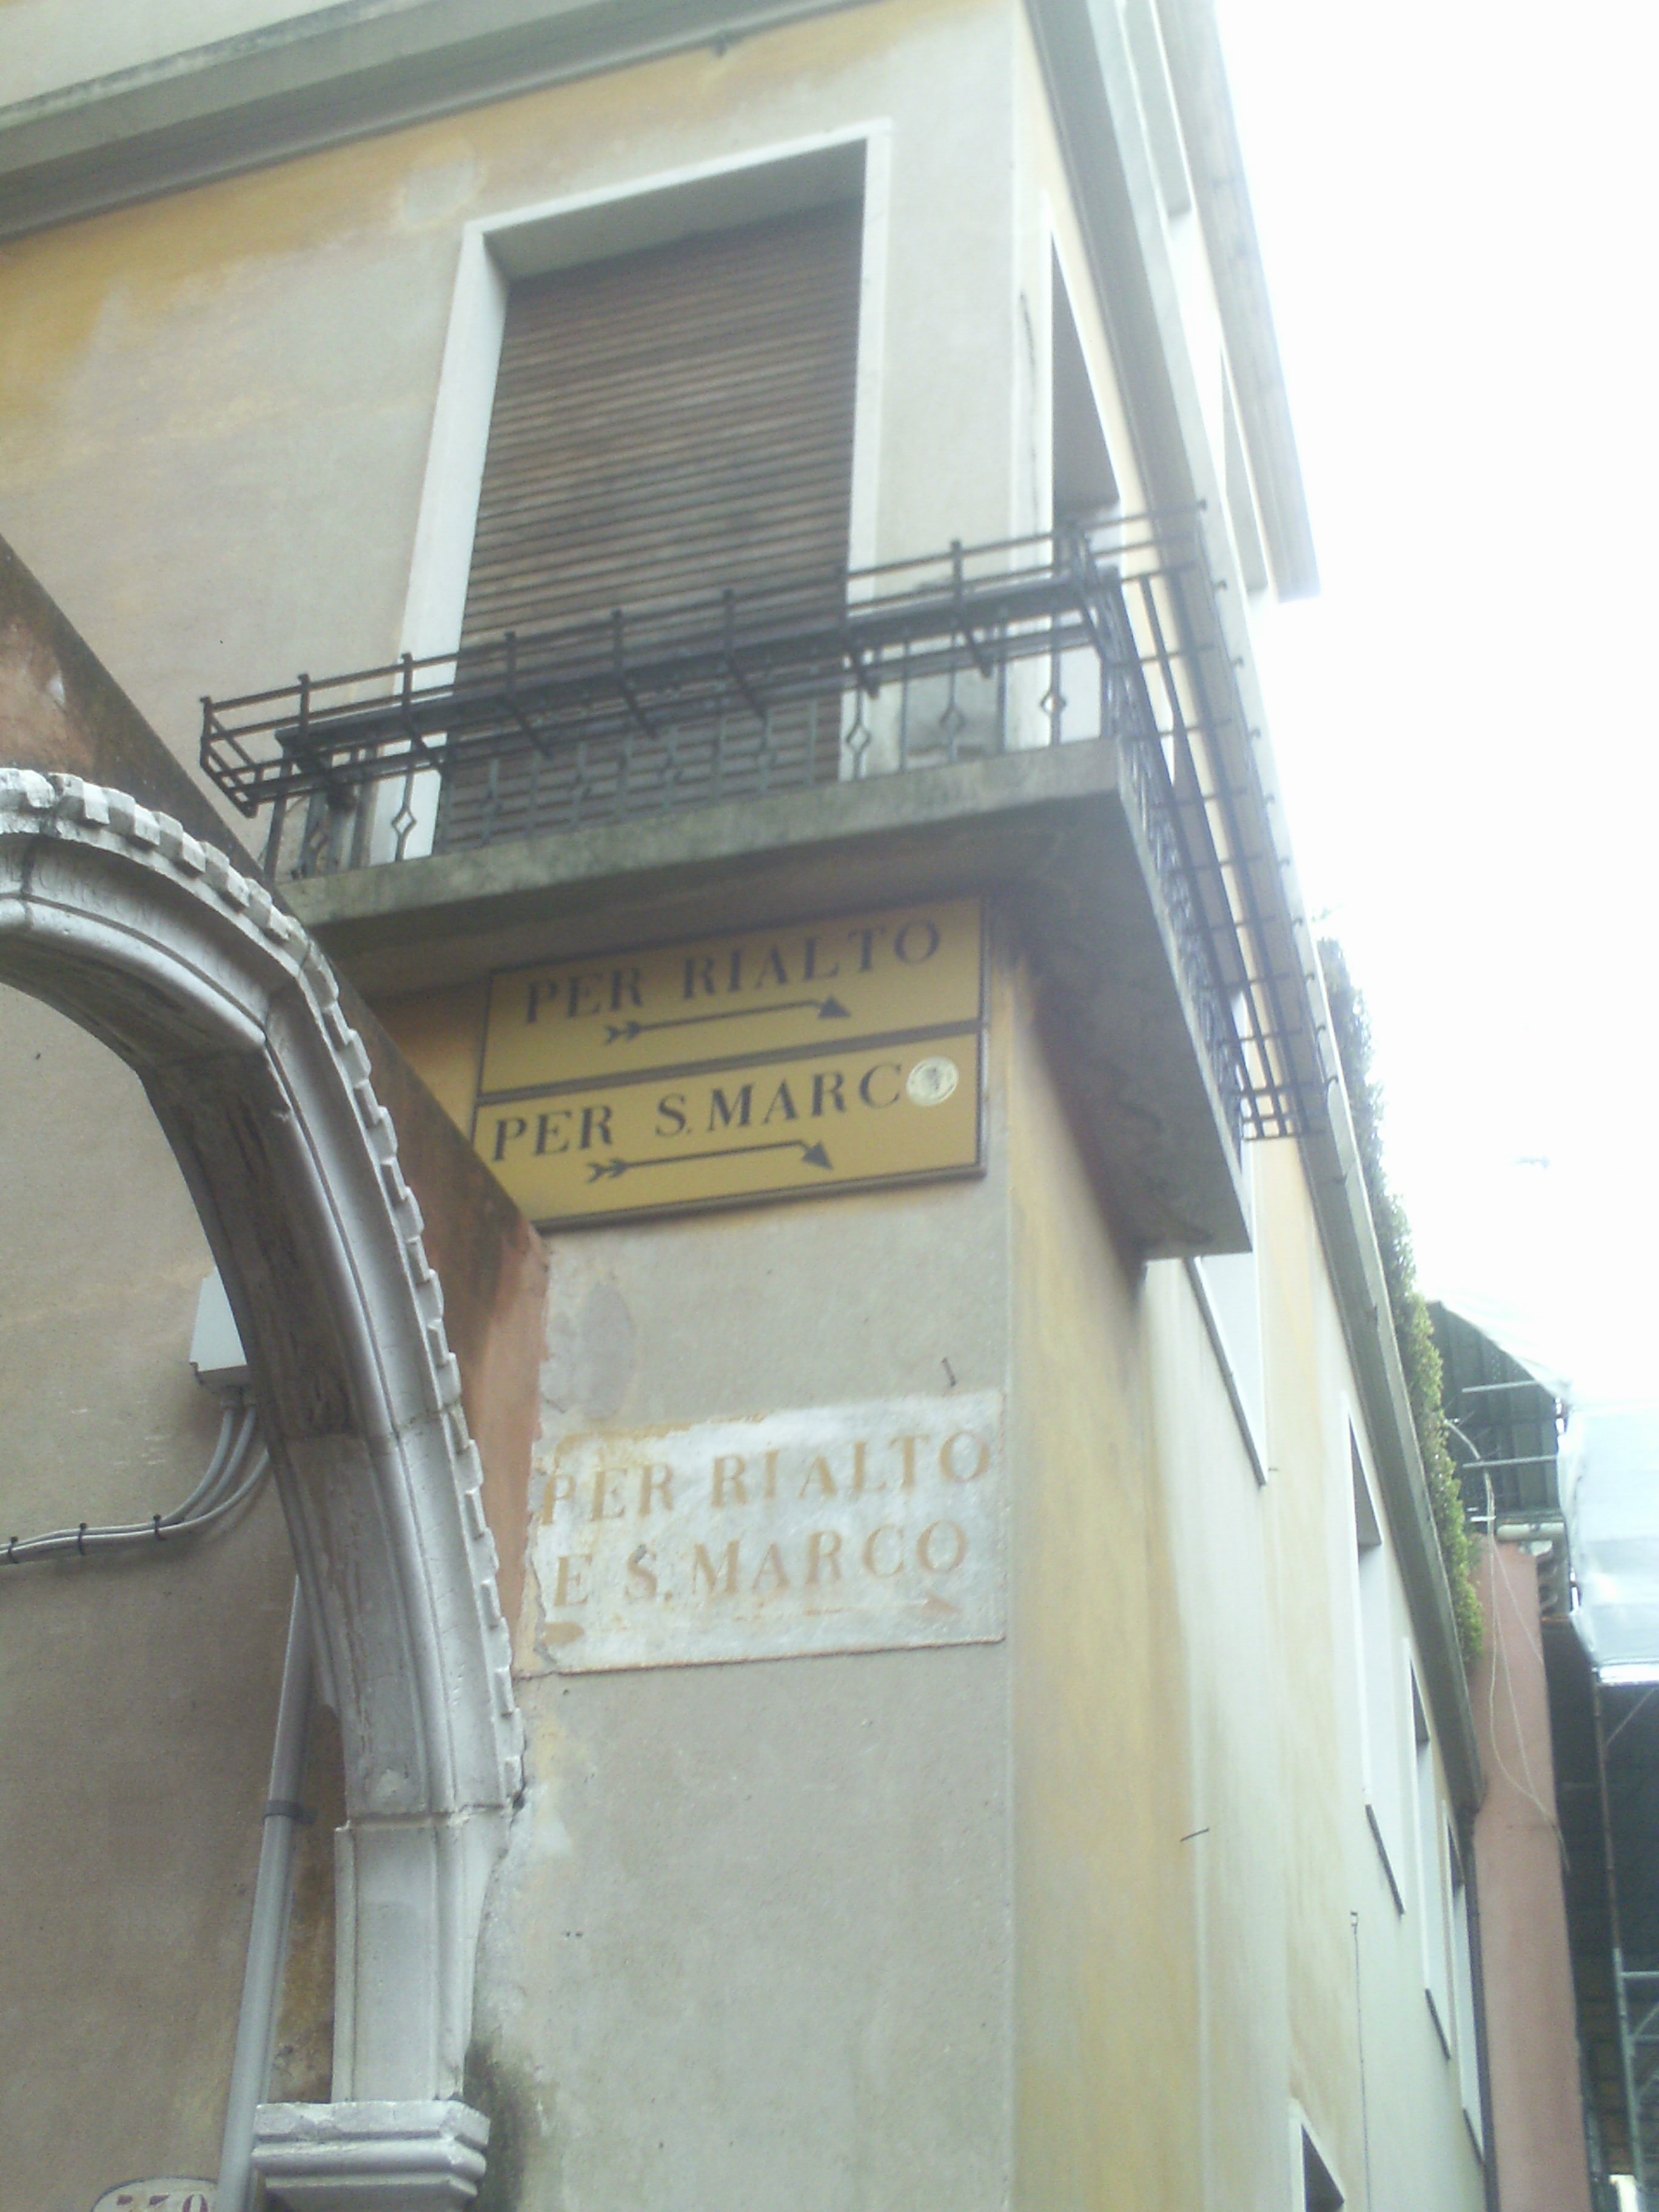 PER RIALTO
PER S. MARCO
PER RIALTO
E S. MARCO